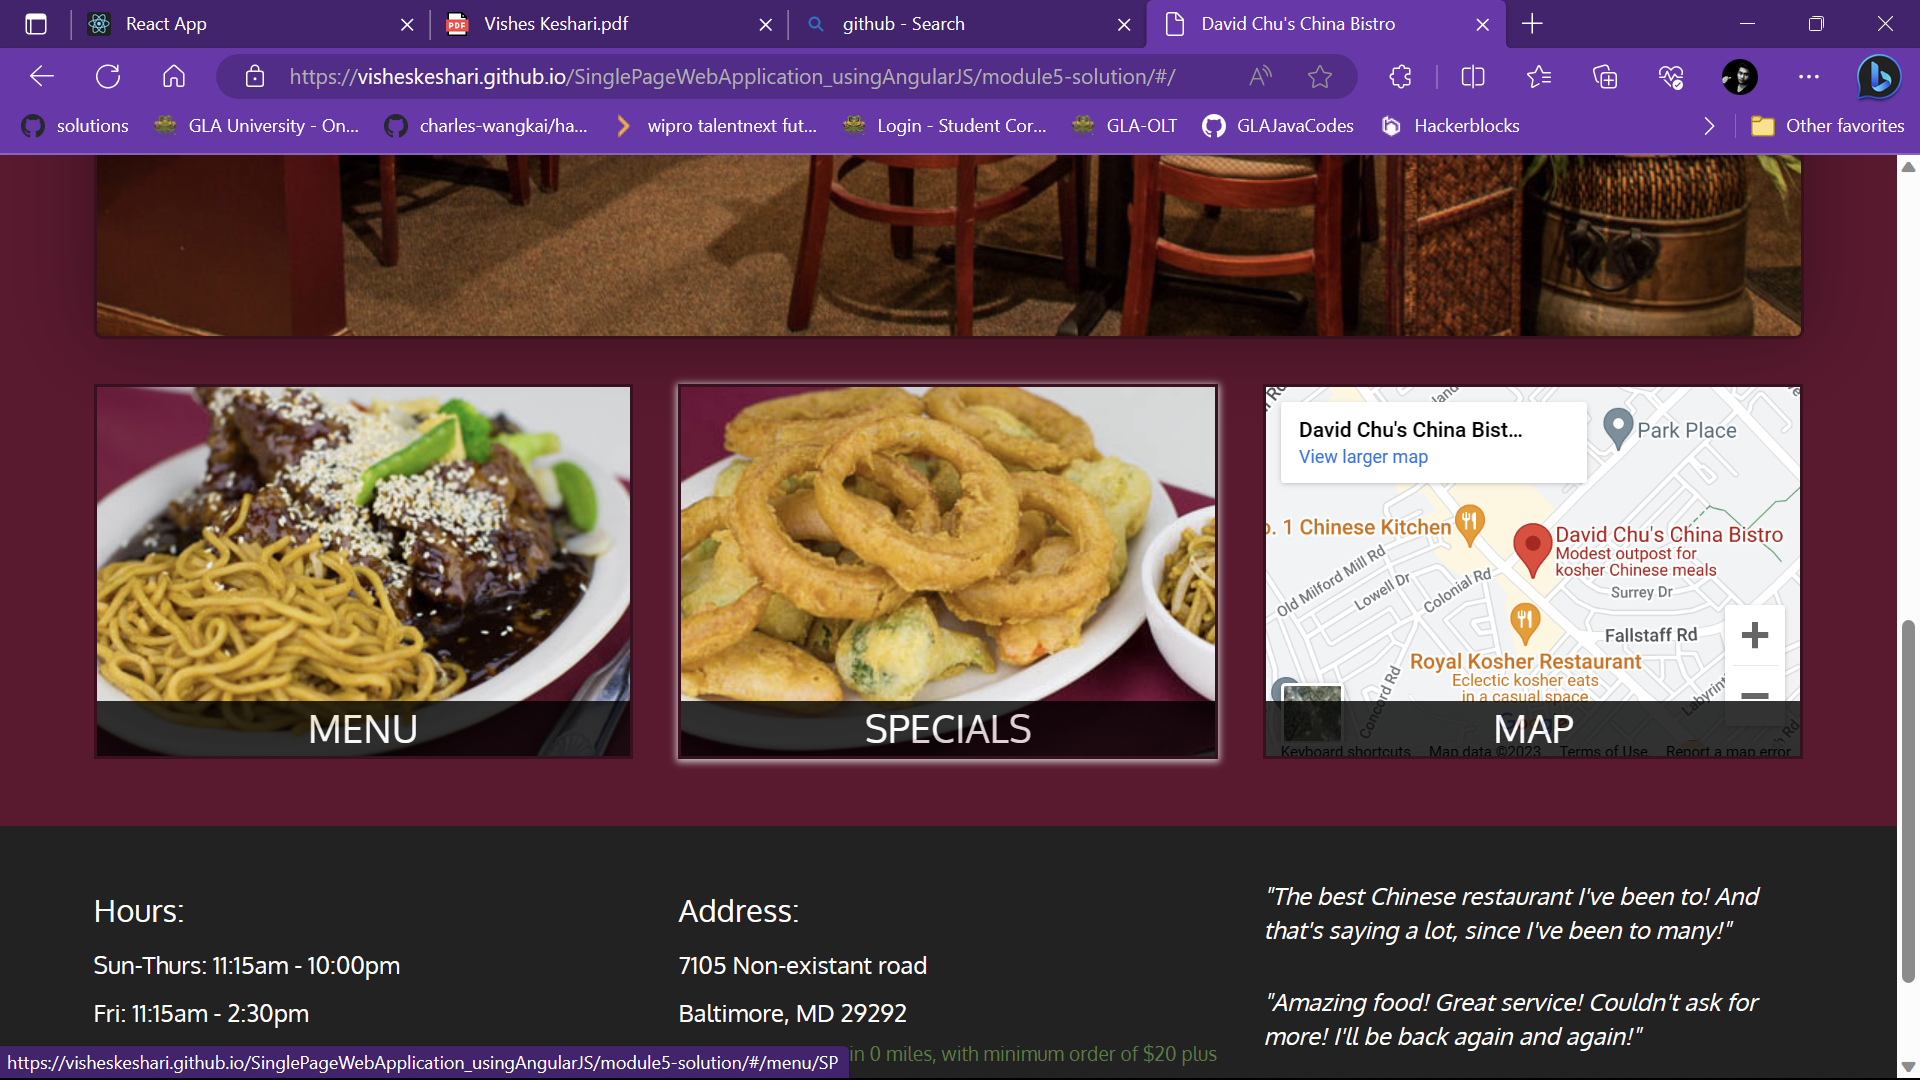 React App
Vishes Keshari.pdf
github - Search
David Chu's China Bistro
https://visheskeshari.github.io/SinglePageWebApplication_usingAngularJS/module5-solution/#/
solutions
GLA University - On...
charles-wangkai/ha...
wipro talentnext fut...
Login - Student Cor...
GLA-OLT
GLAJavaCodes
Hackerblocks
Other favorites
MENU
SPECIALS
David Chu's China Bist...
View larger map
Park Place
o. 1 Chinese Kitchen
David Chu's China Bistro
Modest outpost for
kosher Chinese meals
Old Milford Mill Rd
Lowell Dr
Colonial Rd
Surrey Dr
Fallstaff Rd
Royal Kosher Restaurant
Eclectic kosher eats
in a casual space
Concord Rd
Labyrinth Rd
MAP
Keyboard shortcuts
Map data ©2023
Terms of Use
Report a map error
Hours:
Sun-Thurs: 11:15am - 10:00pm
Fri: 11:15am - 2:30pm
Address:
7105 Non-existant road
Baltimore, MD 29292
in 0 miles, with minimum order of $20 plus
"The best Chinese restaurant I've been to! And
that's saying a lot, since I've been to many!"
"Amazing food! Great service! Couldn't ask for
more! I'll be back again and again!"
https://visheskeshari.github.io/SinglePageWebApplication_usingAngularJS/module5-solution/#/menu/SP